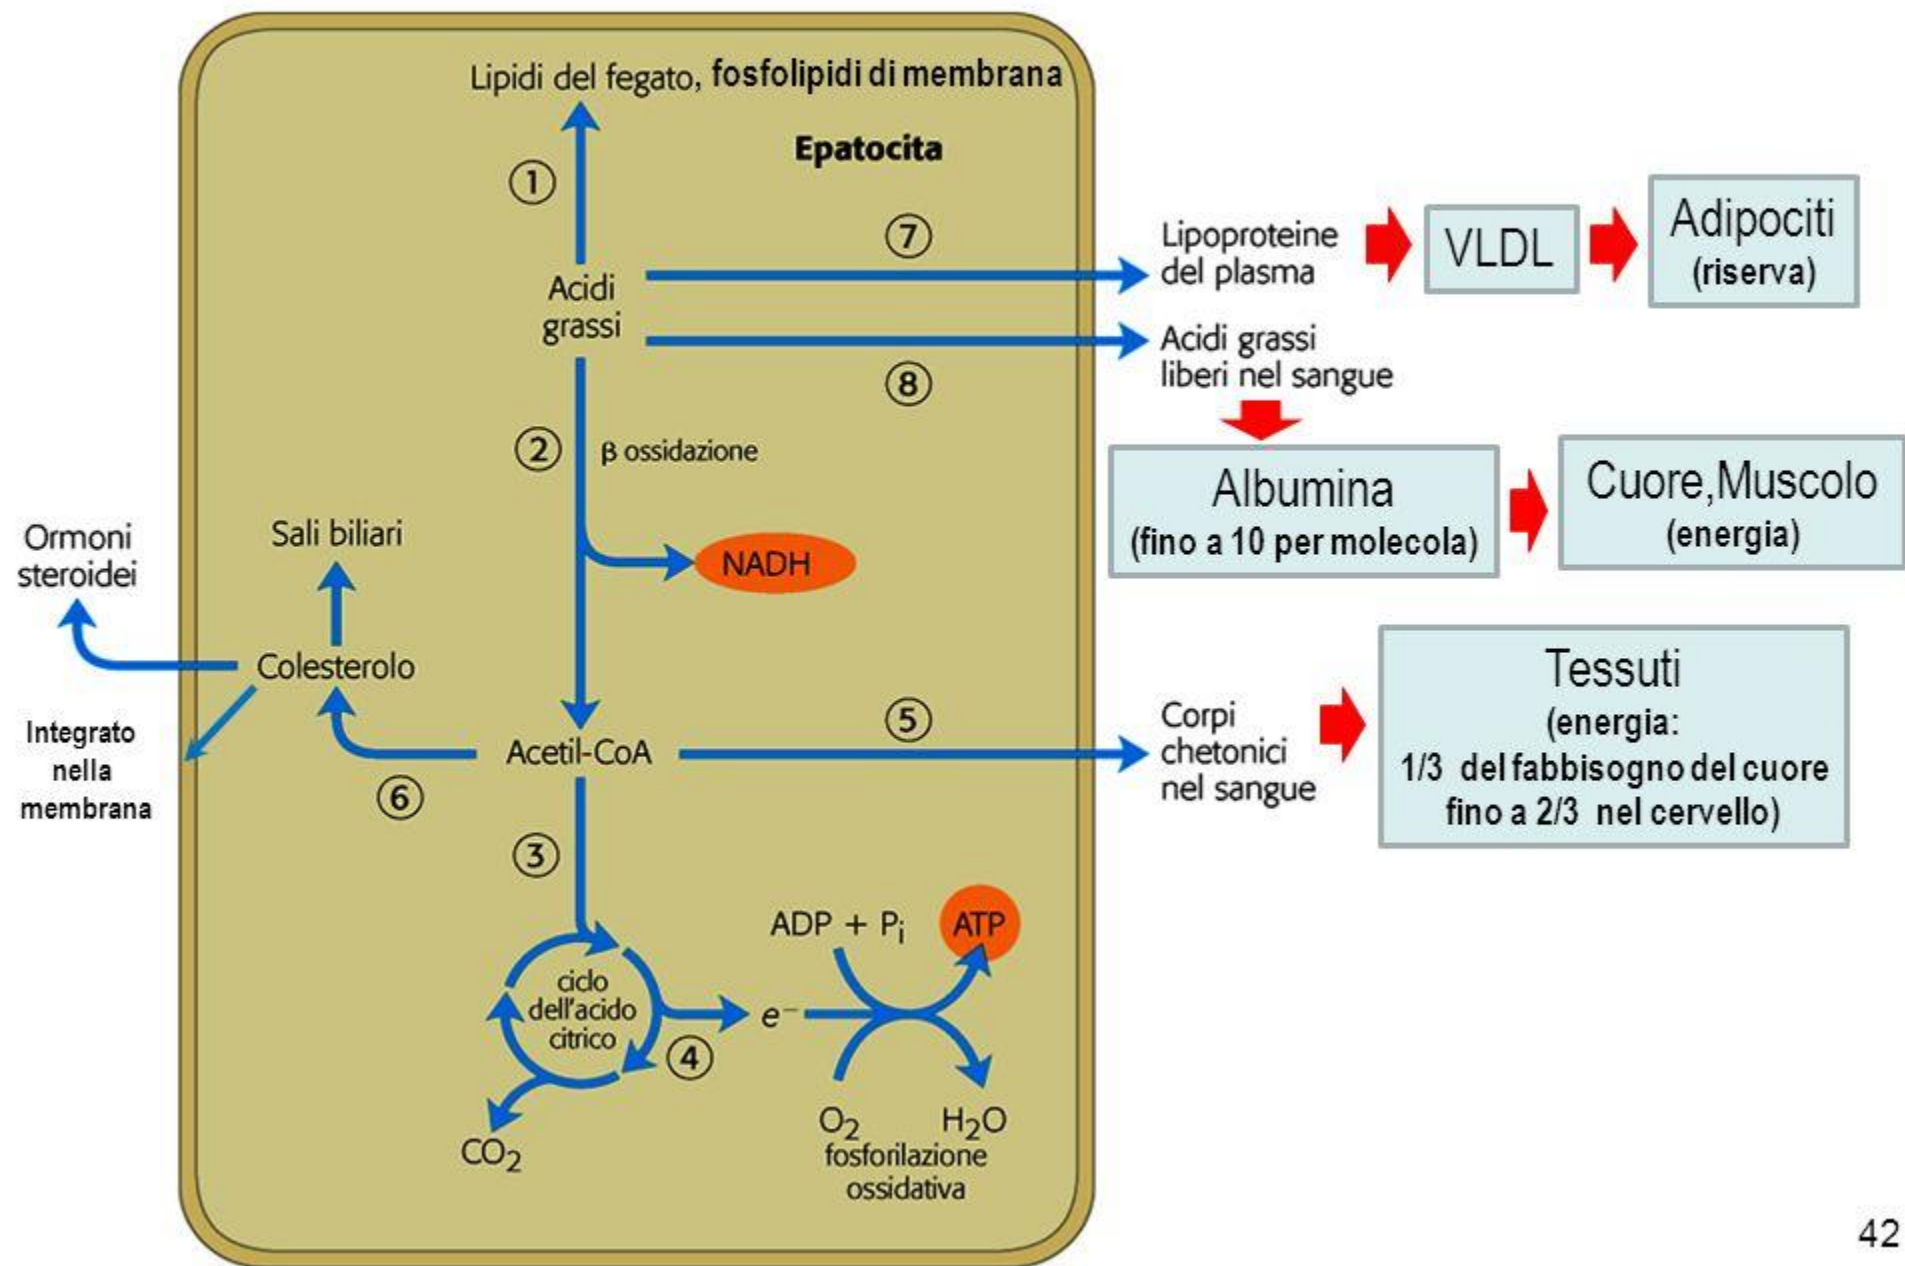 Lipidi del fegato, fosfolipidi di membrana
Epatocita
①
⑦
Lipoproteine
del plasma
VLDL
Adipociti
(riserva)
Acidi
grassi
⑧
Acidi grassi
liberi nel sangue
② β ossidazione
Albumina
(fino a 10 per molecola)
Cuore,Muscolo
(energia)
NADH
Ormoni
steroidei
Sali biliari
Colesterolo
Integrato
nella
membrana
Acetil-CoA
⑤
⑥
Corpi
chetonici
nel sangue
Tessuti
(energia:
1/3 del fabbisogno del cuore
fino a 2/3 nel cervello)
③
ciclo
dell'acido
citrico
④
e⁻
ADP + Pᵢ
ATP
CO₂
O₂
H₂O
fosforilazione
ossidativa
42